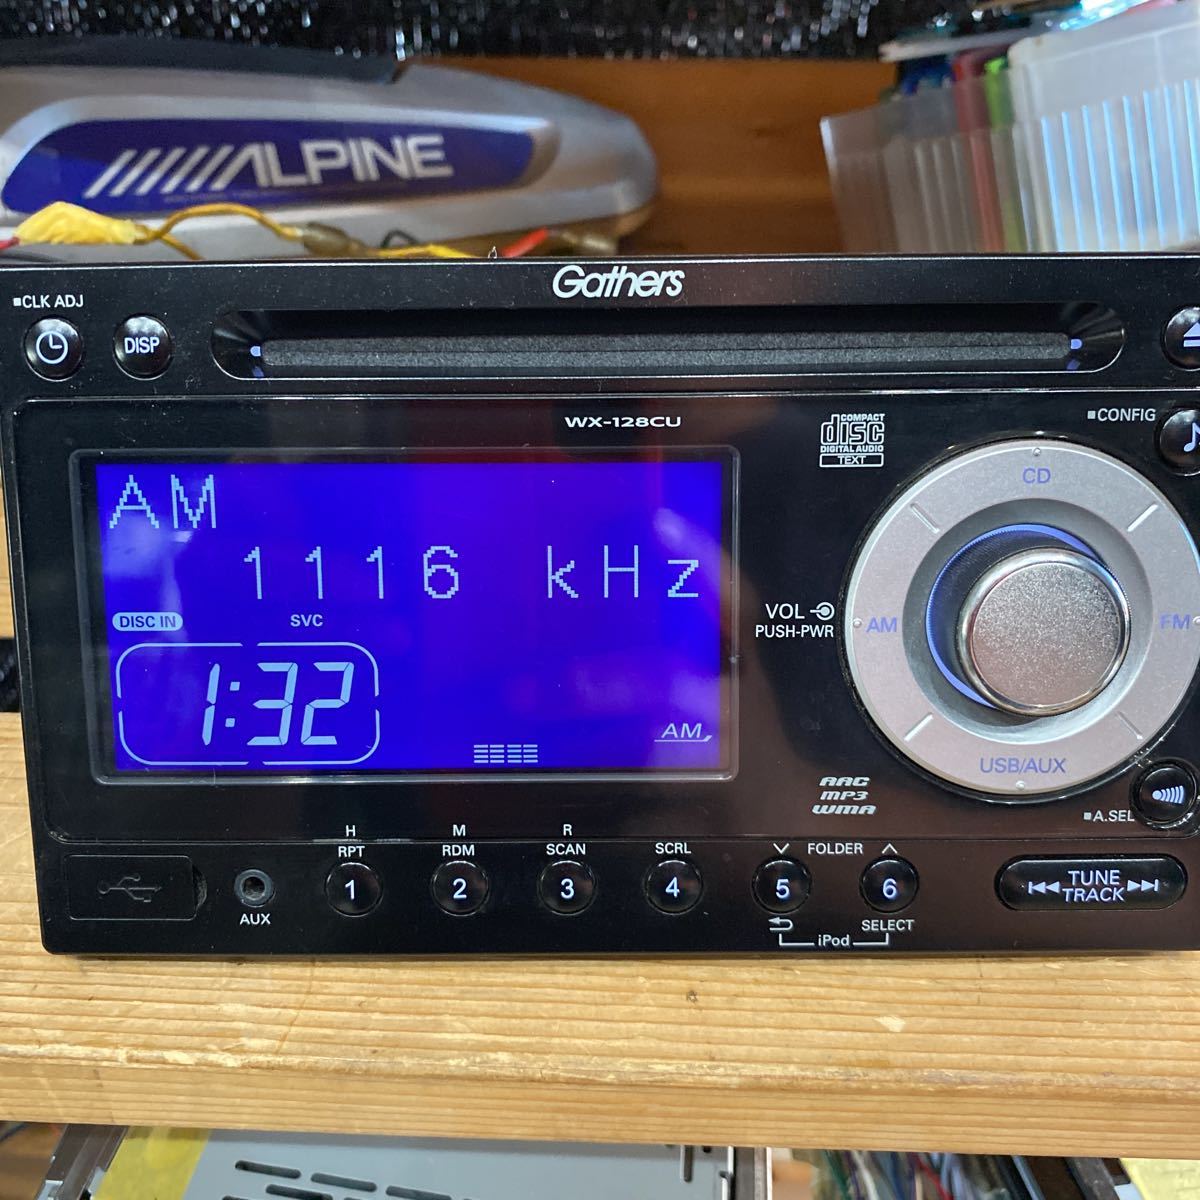 ALPINE
Gathers
CLK ADJ
DISP
WX-128CU
COMPACT
disc
DIGITAL AUDIO
TEXT
CONFIG
AM
1116 kHz
DISC IN
SVC
1:32
AM
CD
AM
FM
USB/AUX
VOL
PUSH-PWR
AAC
MP3
WMA
A.SEL
H
M
R
RPT
RDM
SCAN
SCRL
FOLDER
1
2
3
4
5
6
TUNE
TRACK
AUX
SELECT
iPod